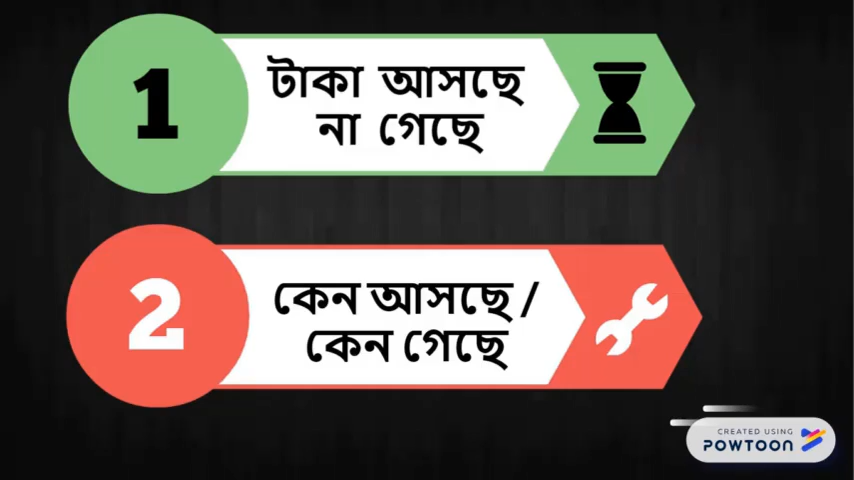 1
টাকা আসছে
না গেছে
2
কেন আসছে /
কেন গেছে
CREATED USING
POWTOON